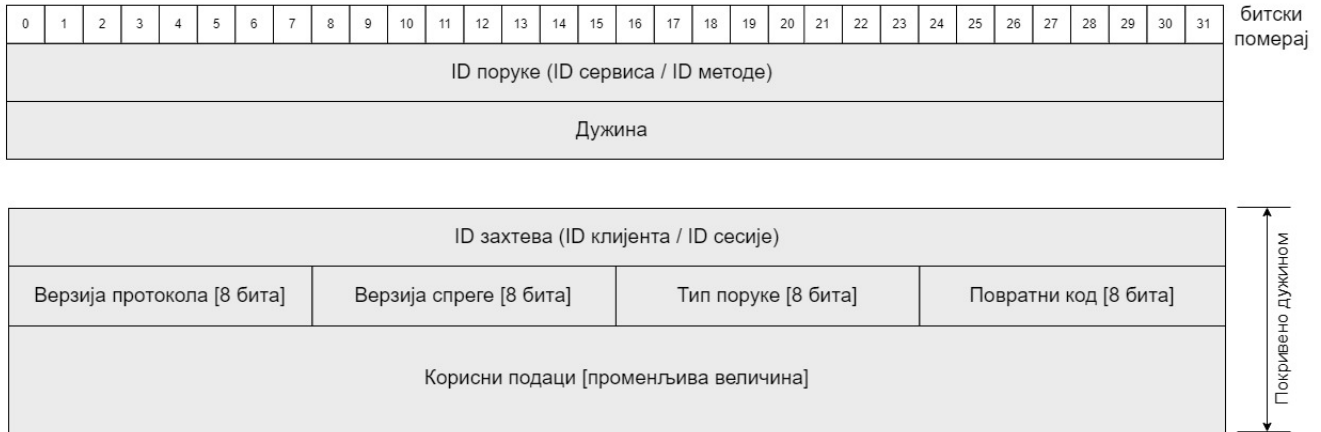 0 1 2 3 4 5 6 7 8 9 10 11 12 13 14 15 16 17 18 19 20 21 22 23 24 25 26 27 28 29 30 31
битски
померај
ID поруке (ID сервиса / ID методе)
Дужина
ID захтева (ID клијента / ID сесије)
Верзија протокола [8 бита] Верзија спреге [8 бита] Тип поруке [8 бита] Повратни код [8 бита]
Корисни подаци [променљива величина]
Покривено дужином